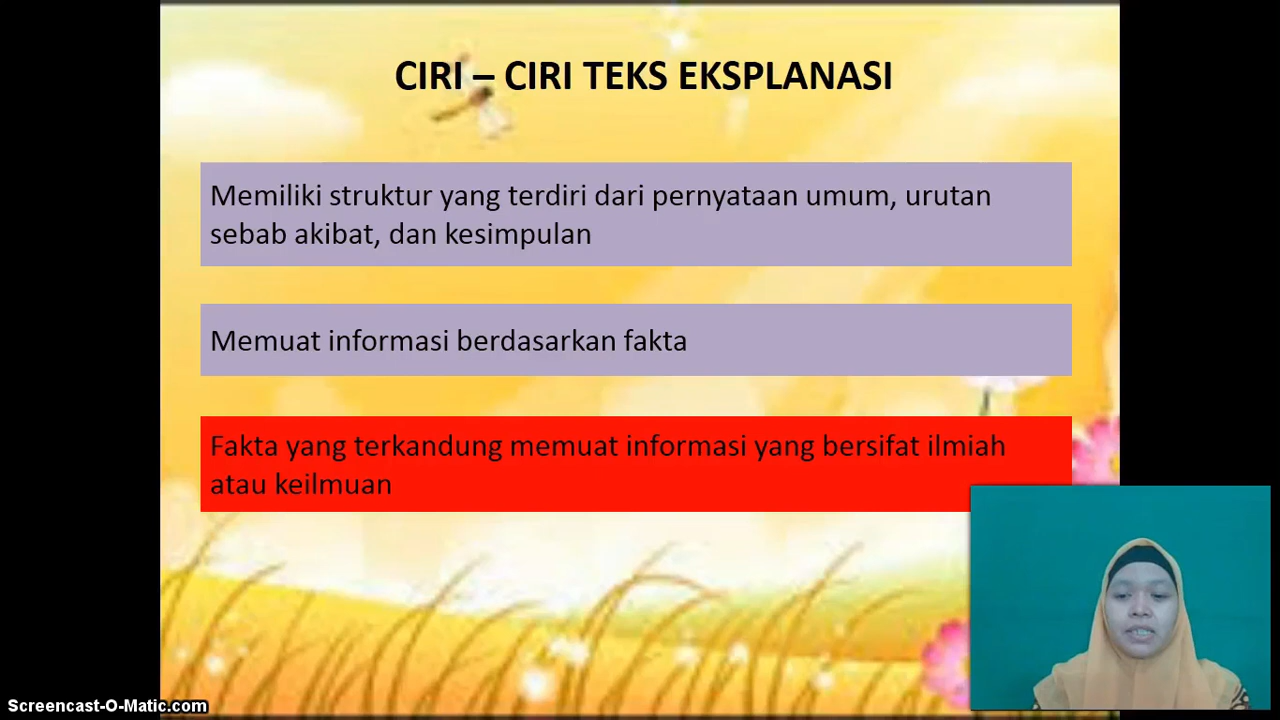 CIRI – CIRI TEKS EKSPLANASI
Memiliki struktur yang terdiri dari pernyataan umum, urutan
sebab akibat, dan kesimpulan
Memuat informasi berdasarkan fakta
Fakta yang terkandung memuat informasi yang bersifat ilmiah
atau keilmuan
Screencast-O-Matic.com